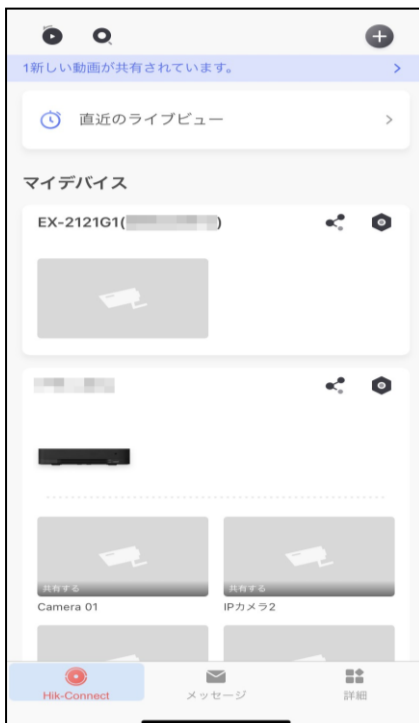 1新しい動画が共有されています。
直近のライブビュー
マイデバイス
EX-2121G1( )
共有する
共有する
Camera 01
IPカメラ2
Hik-Connect
メッセージ
詳細